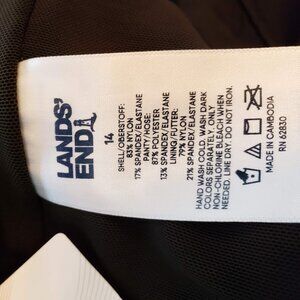 LANDS'
END
14
SHELL/OBERSTOFF:
83% NYLON
17% SPANDEX/ELASTANE
PANTY/HOSE:
87% POLYESTER
13% SPANDEX/ELASTANE
LINING/FUTTER:
79% NYLON
21% SPANDEX/ELASTANE
HAND WASH COLD. WASH DARK
COLORS SEPARATELY. ONLY
NON-CHLORINE BLEACH WHEN
NEEDED. LINE DRY. DO NOT IRON.
MADE IN CAMBODIA
RN 62830